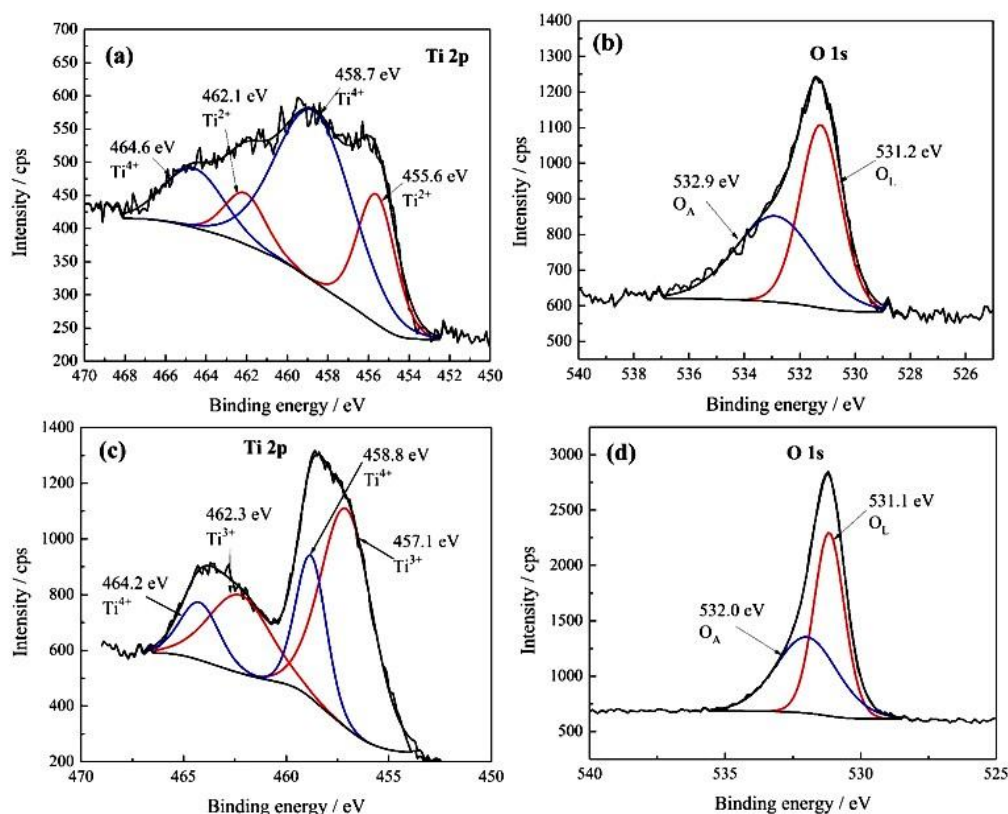 (a)
Ti 2p
458.7 eV
Ti⁴⁺
462.1 eV
Ti²⁺
464.6 eV
Ti⁴⁺
455.6 eV
Ti²⁺
Intensity / cps
700
650
600
550
500
450
400
350
300
250
200
470 468 466 464 462 460 458 456 454 452 450
Binding energy / eV
(b)
O 1s
531.2 eV
O_L
532.9 eV
O_A
Intensity / cps
1400
1300
1200
1100
1000
900
800
700
600
500
540 538 536 534 532 530 528 526
Binding energy / eV
(c)
Ti 2p
458.8 eV
Ti⁴⁺
462.3 eV
Ti³⁺
457.1 eV
Ti³⁺
464.2 eV
Ti⁴⁺
Intensity / cps
1400
1200
1000
800
600
400
200
470 465 460 455 450
Binding energy / eV
(d)
O 1s
531.1 eV
O_L
532.0 eV
O_A
Intensity / cps
3000
2500
2000
1500
1000
500
540 535 530 525
Binding energy / eV